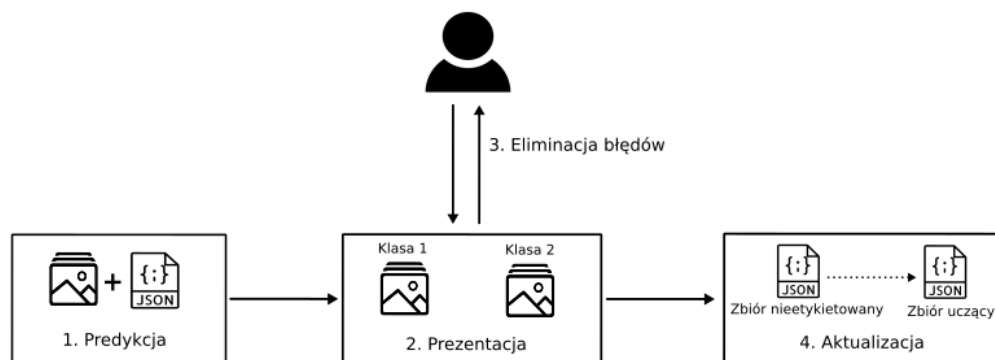 3. Eliminacja błędów
Klasa 1
Klasa 2
{;}
JSON
1. Predykcja
2. Prezentacja
{;}
JSON
{;}
JSON
Zbiór nieetykietowany
Zbiór uczący
4. Aktualizacja